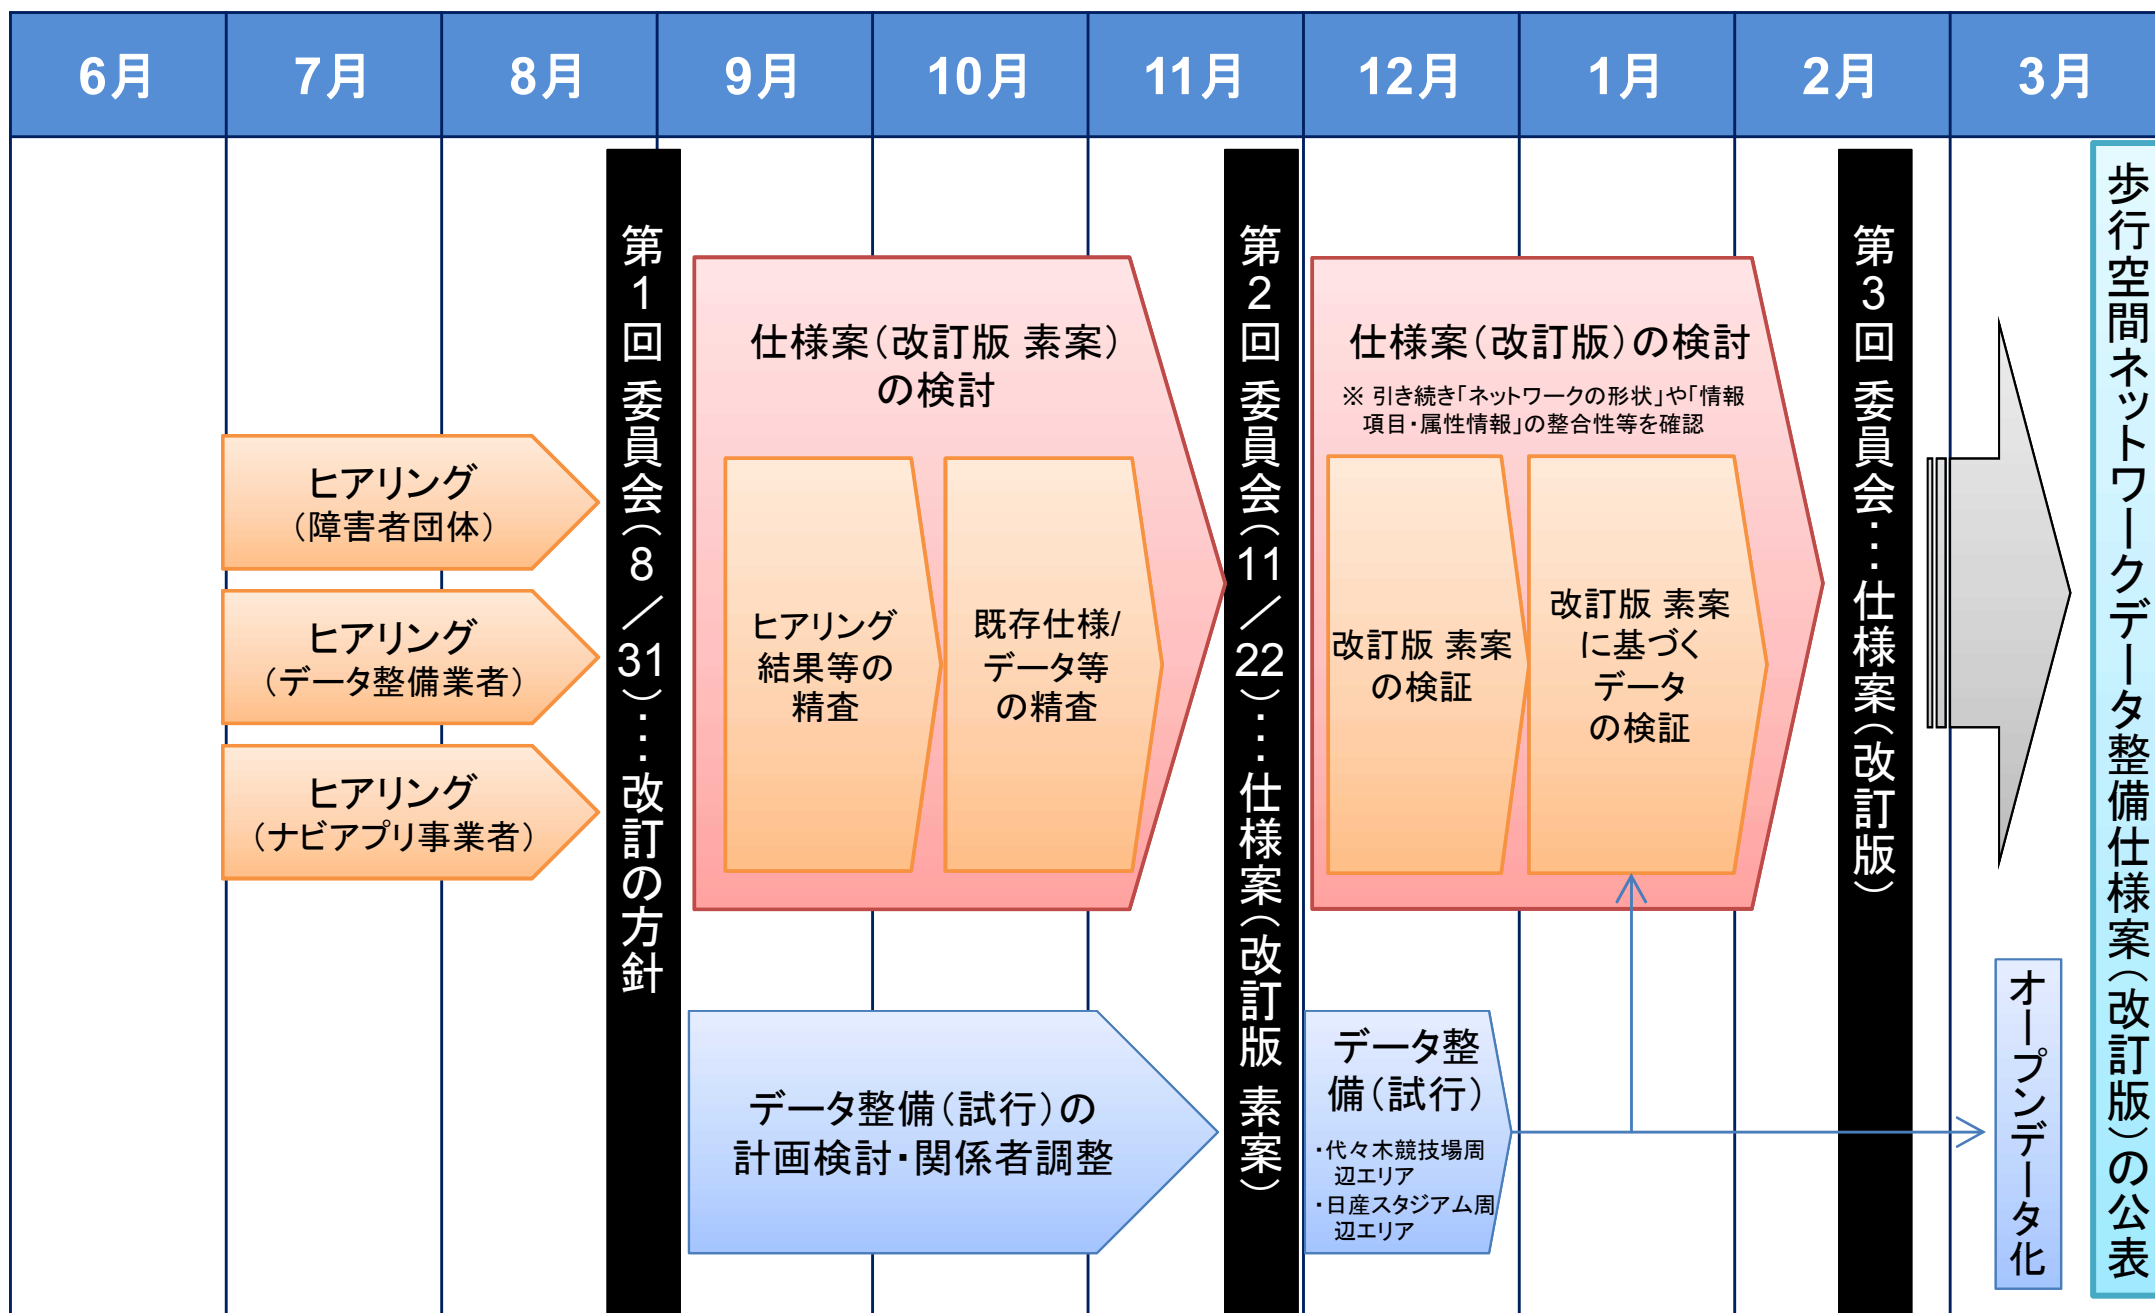 6月
7月
8月
9月
10月
11月
12月
1月
2月
3月
ヒアリング
（障害者団体）
ヒアリング
（データ整備業者）
ヒアリング
（ナビアプリ事業者）
第1回 委員会（8／31）：：改訂の方針
仕様案（改訂版 素案）
の検討
ヒアリング
結果等の
精査
既存仕様/
データ等
の精査
データ整備（試行）の
計画検討・関係者調整
第2回 委員会（11／22）：：仕様案（改訂版 素案）
仕様案（改訂版）の検討
※ 引き続き「ネットワークの形状」や「情報
項目・属性情報」の整合性等を確認
改訂版 素案
の検証
改訂版 素案
に基づく
データ
の検証
データ整
備（試行）
・代々木競技場周
辺エリア
・日産スタジアム周
辺エリア
第3回 委員会：：仕様案（改訂版）
オープンデータ化
歩行空間ネットワークデータ整備仕様案（改訂版）の公表